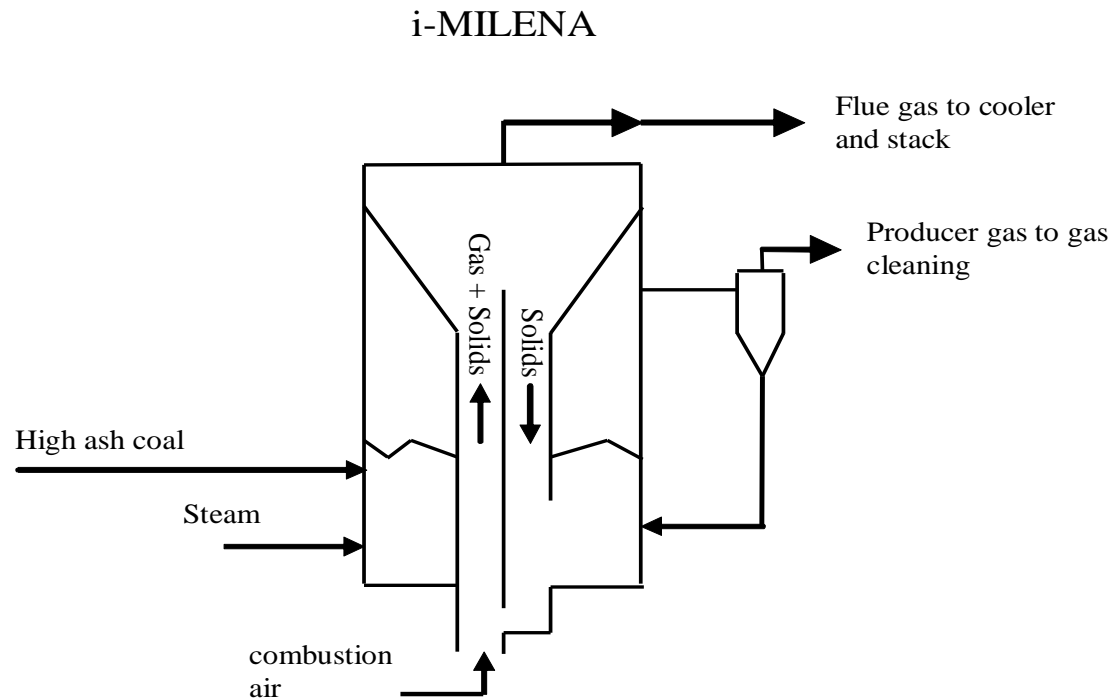 i-MILENA
Flue gas to cooler
and stack
Producer gas to gas
cleaning
Gas + Solids
Solids
High ash coal
Steam
combustion
air